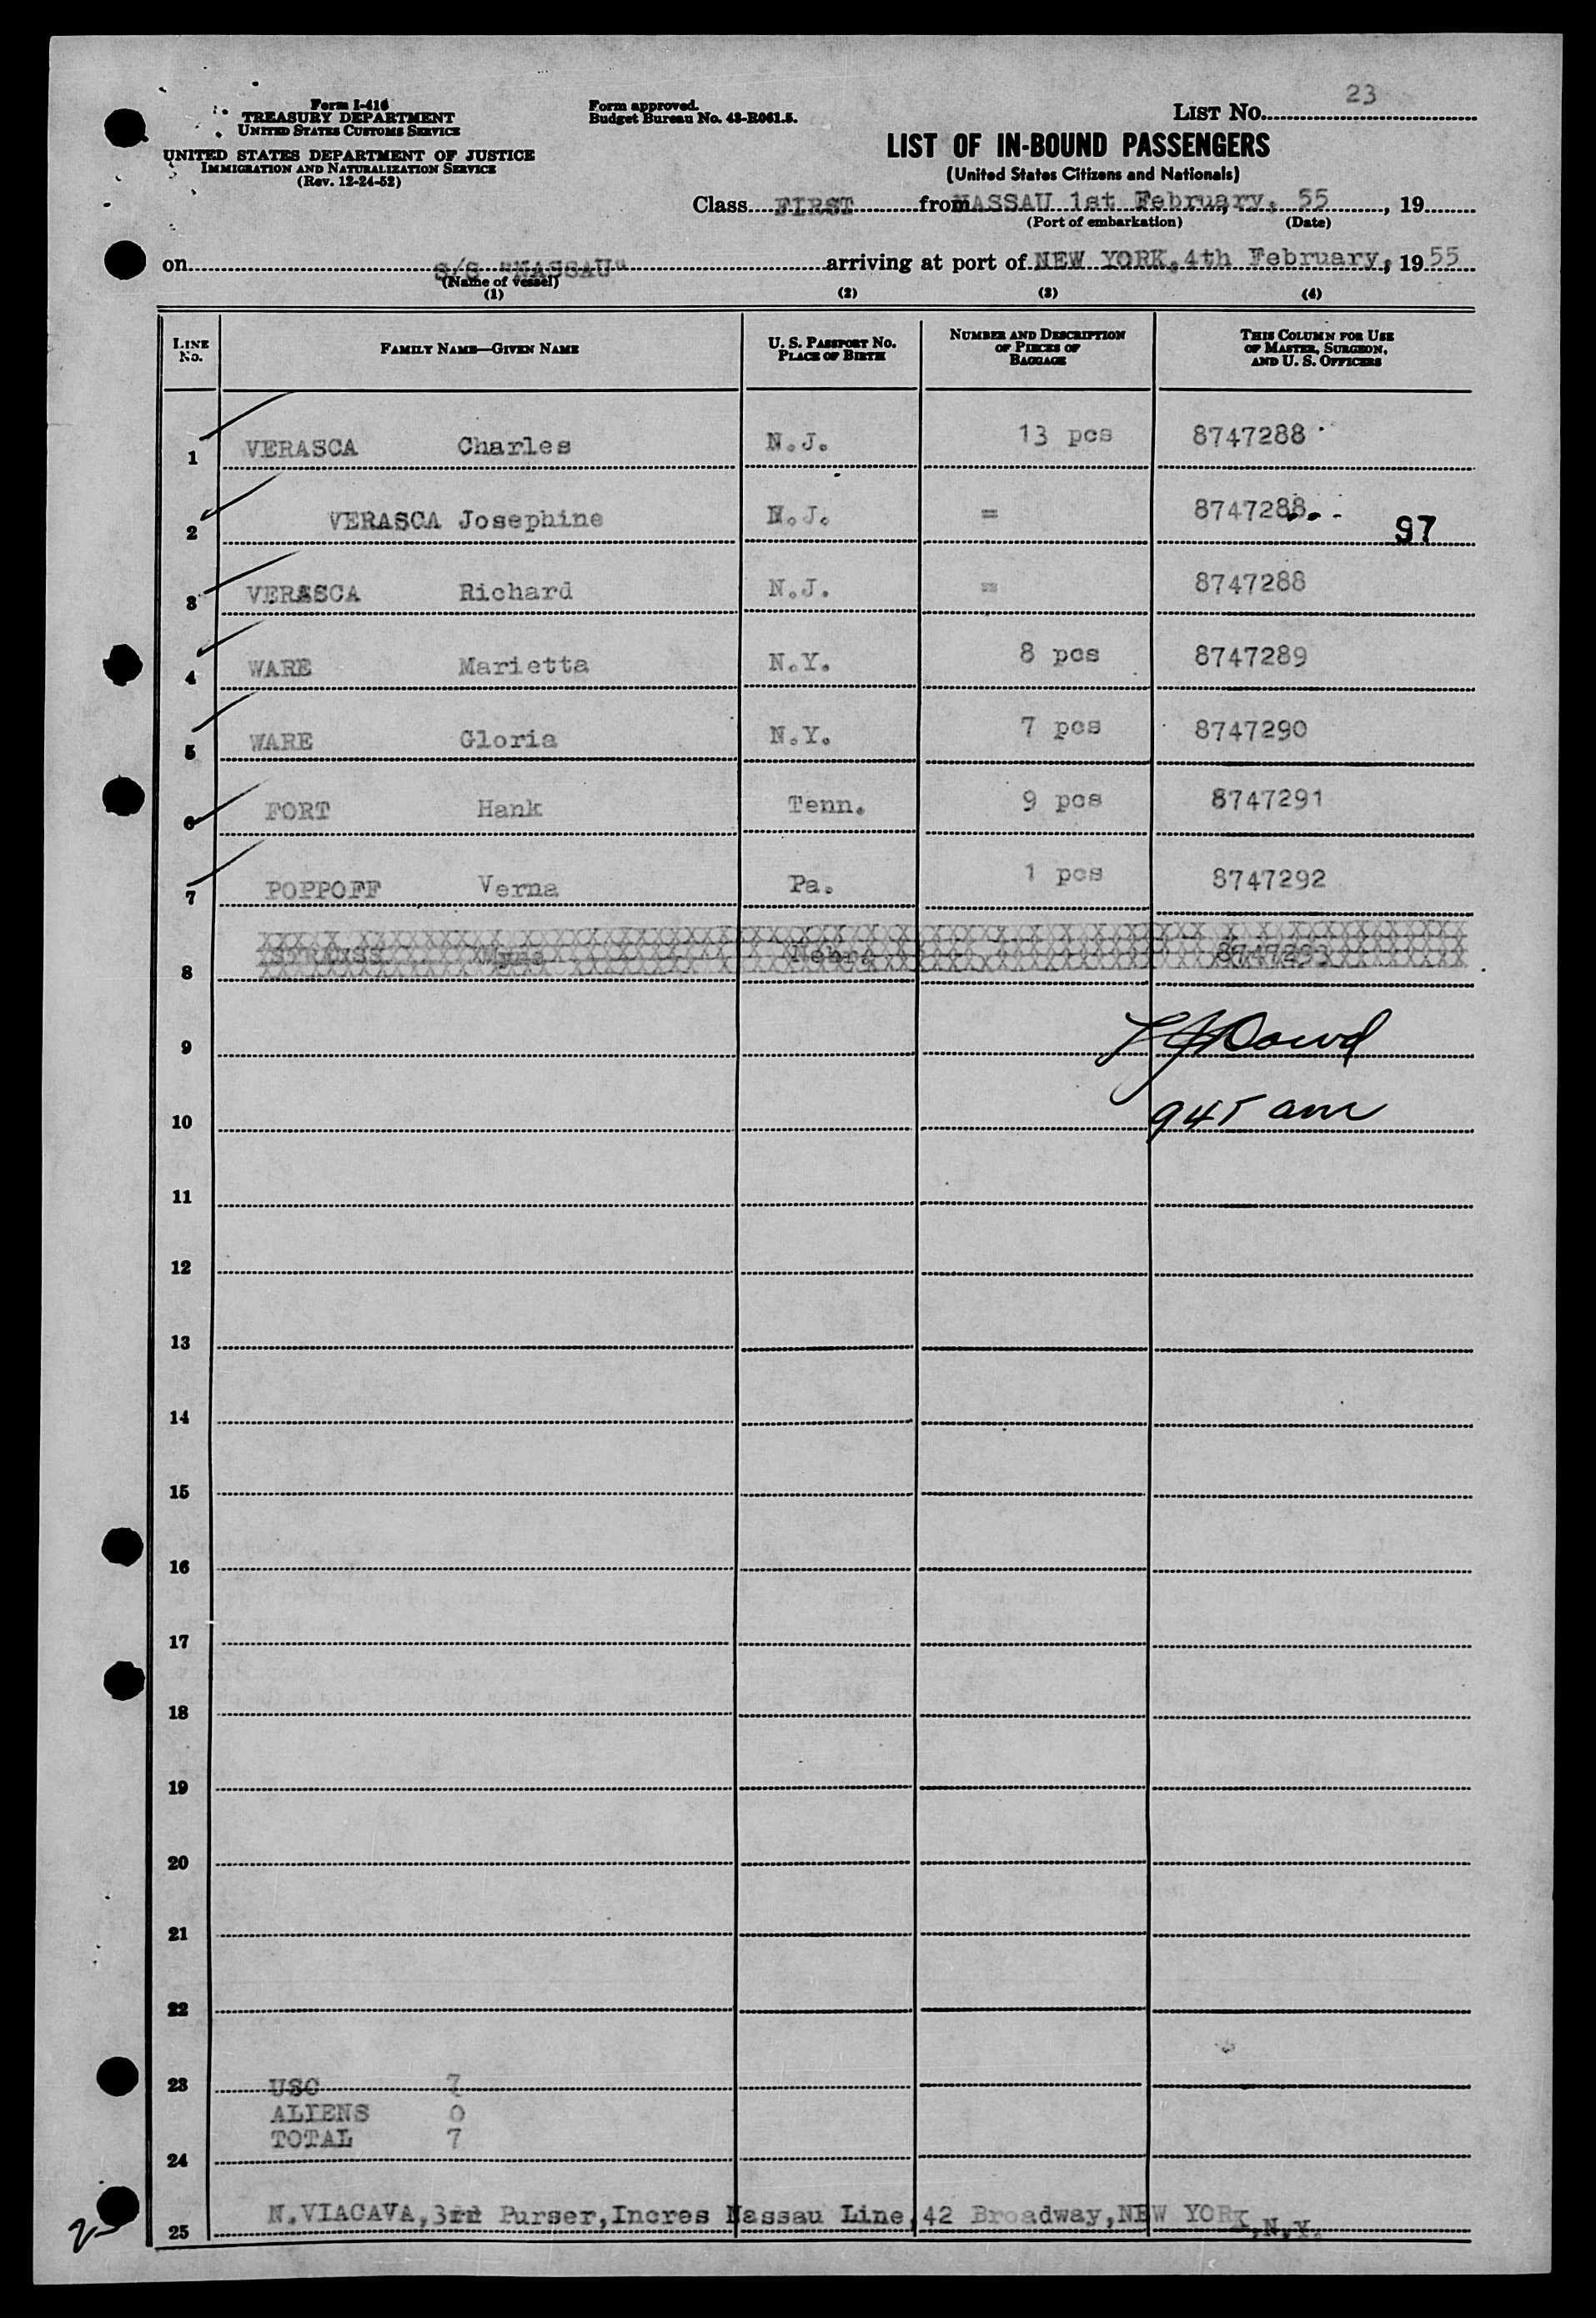 Form I-416
TREASURY DEPARTMENT
UNITED STATES CUSTOMS SERVICE
UNITED STATES DEPARTMENT OF JUSTICE
IMMIGRATION AND NATURALIZATION SERVICE
(Rev. 12-24-52)
Form approved.
Budget Bureau No. 43-R061.5.
LIST NO. 23
LIST OF IN-BOUND PASSENGERS
(United States Citizens and Nationals)
Class FIRST from NASSAU 1st February, 55, 19
(Port of embarkation) (Date)
on S/S "NASSAU" arriving at port of NEW YORK, 4th February, 1955
(Name of vessel)
(1) (2) (3) (4)
LINE NO. FAMILY NAME—GIVEN NAME U. S. PASSPORT NO. PLACE OF BIRTH NUMBER AND DESCRIPTION OF PIECES OF BAGGAGE THIS COLUMN FOR USE OF MASTER, SURGEON, AND U. S. OFFICERS
1 VERASCA Charles N.J. 13 pcs 8747288
2 VERASCA Josephine N.J. = 8747288 97
3 VERASCA Richard N.J. = 8747288
4 WARE Marietta N.Y. 8 pcs 8747289
5 WARE Gloria N.Y. 7 pcs 8747290
6 FORT Hank Tenn. 9 pcs 8747291
7 POPPOFF Verna Pa. 1 pcs 8747292
8 Nebra 8747293
9 Dowd
10 945 am
11
12
13
14
15
16
17
18
19
20
21
22
23 USC 7
ALIENS 0
TOTAL 7
24
25 N.VIACAVA, 3rd Purser, Incres Nassau Line, 42 Broadway, NEW YORK, N.Y.